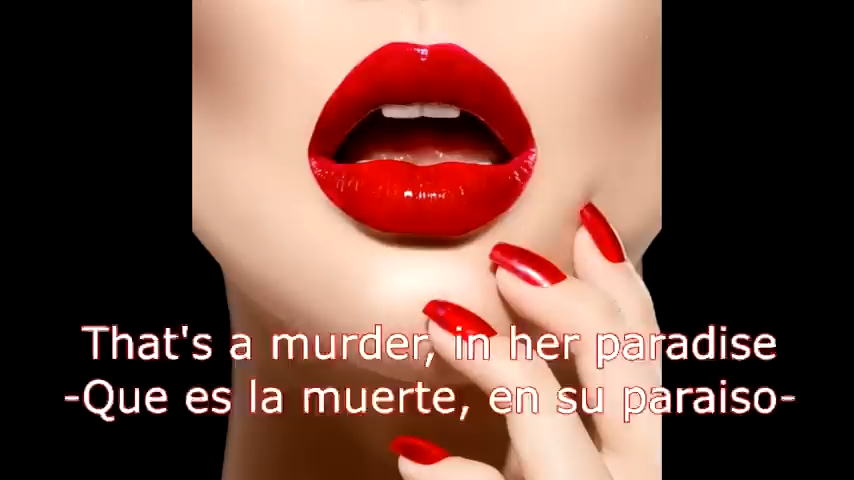 That's a murder, in her paradise
-Que es la muerte, en su paraiso-